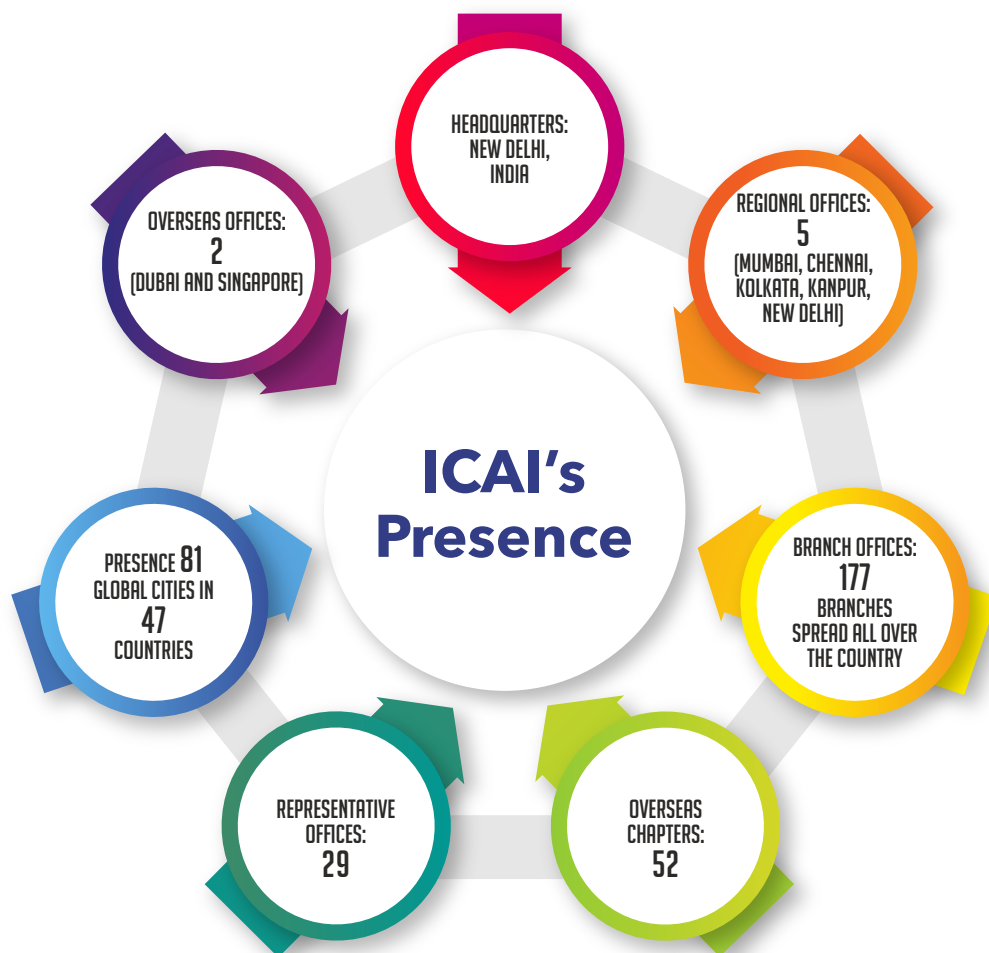 HEADQUARTERS:
NEW DELHI,
INDIA
REGIONAL OFFICES:
5
(MUMBAI, CHENNAI,
KOLKATA, KANPUR,
NEW DELHI)
BRANCH OFFICES:
177
BRANCHES
SPREAD ALL OVER
THE COUNTRY
OVERSEAS
CHAPTERS:
52
REPRESENTATIVE
OFFICES:
29
PRESENCE 81
GLOBAL CITIES IN
47
COUNTRIES
OVERSEAS OFFICES:
2
(DUBAI AND SINGAPORE)
ICAI's
Presence